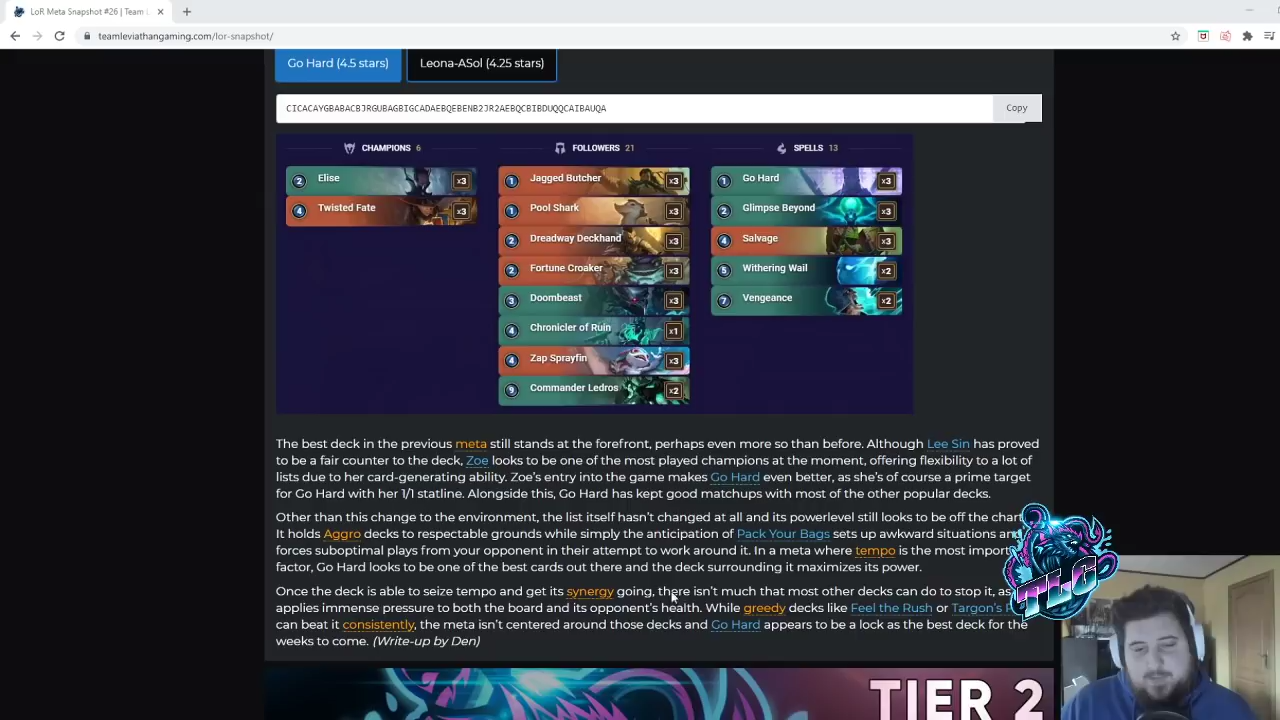 LoR Meta Snapshot #26 | Team L
teamleviathangaming.com/lor-snapshot/
Go Hard (4.5 stars)
Leona-ASol (4.25 stars)
CICACAYGBABACBJRGUBAGBIGCADAEBQEBENB2JR2AEBQCBIBDUQQCAIBAUQA
Copy
CHAMPIONS 6
2 Elise x3
4 Twisted Fate x3
FOLLOWERS 21
1 Jagged Butcher x3
1 Pool Shark x3
2 Dreadway Deckhand x3
2 Fortune Croaker x3
3 Doombeast x3
4 Chronicler of Ruin x1
4 Zap Sprayfin x3
9 Commander Ledros x2
SPELLS 13
1 Go Hard x3
2 Glimpse Beyond x3
4 Salvage x3
5 Withering Wail x2
7 Vengeance x2
The best deck in the previous meta still stands at the forefront, perhaps even more so than before. Although Lee Sin has proved
to be a fair counter to the deck, Zoe looks to be one of the most played champions at the moment, offering flexibility to a lot of
lists due to her card-generating ability. Zoe's entry into the game makes Go Hard even better, as she's of course a prime target
for Go Hard with her 1/1 statline. Alongside this, Go Hard has kept good matchups with most of the other popular decks.
Other than this change to the environment, the list itself hasn't changed at all and its powerlevel still looks to be off the chart
It holds Aggro decks to respectable grounds while simply the anticipation of Pack Your Bags sets up awkward situations and
forces suboptimal plays from your opponent in their attempt to work around it. In a meta where tempo is the most import
factor, Go Hard looks to be one of the best cards out there and the deck surrounding it maximizes its power.
Once the deck is able to seize tempo and get its synergy going, there isn't much that most other decks can do to stop it, as
applies immense pressure to both the board and its opponent's health. While greedy decks like Feel the Rush or Targon's
can beat it consistently, the meta isn't centered around those decks and Go Hard appears to be a lock as the best deck for the
weeks to come. (Write-up by Den)
TLG
TIER 2